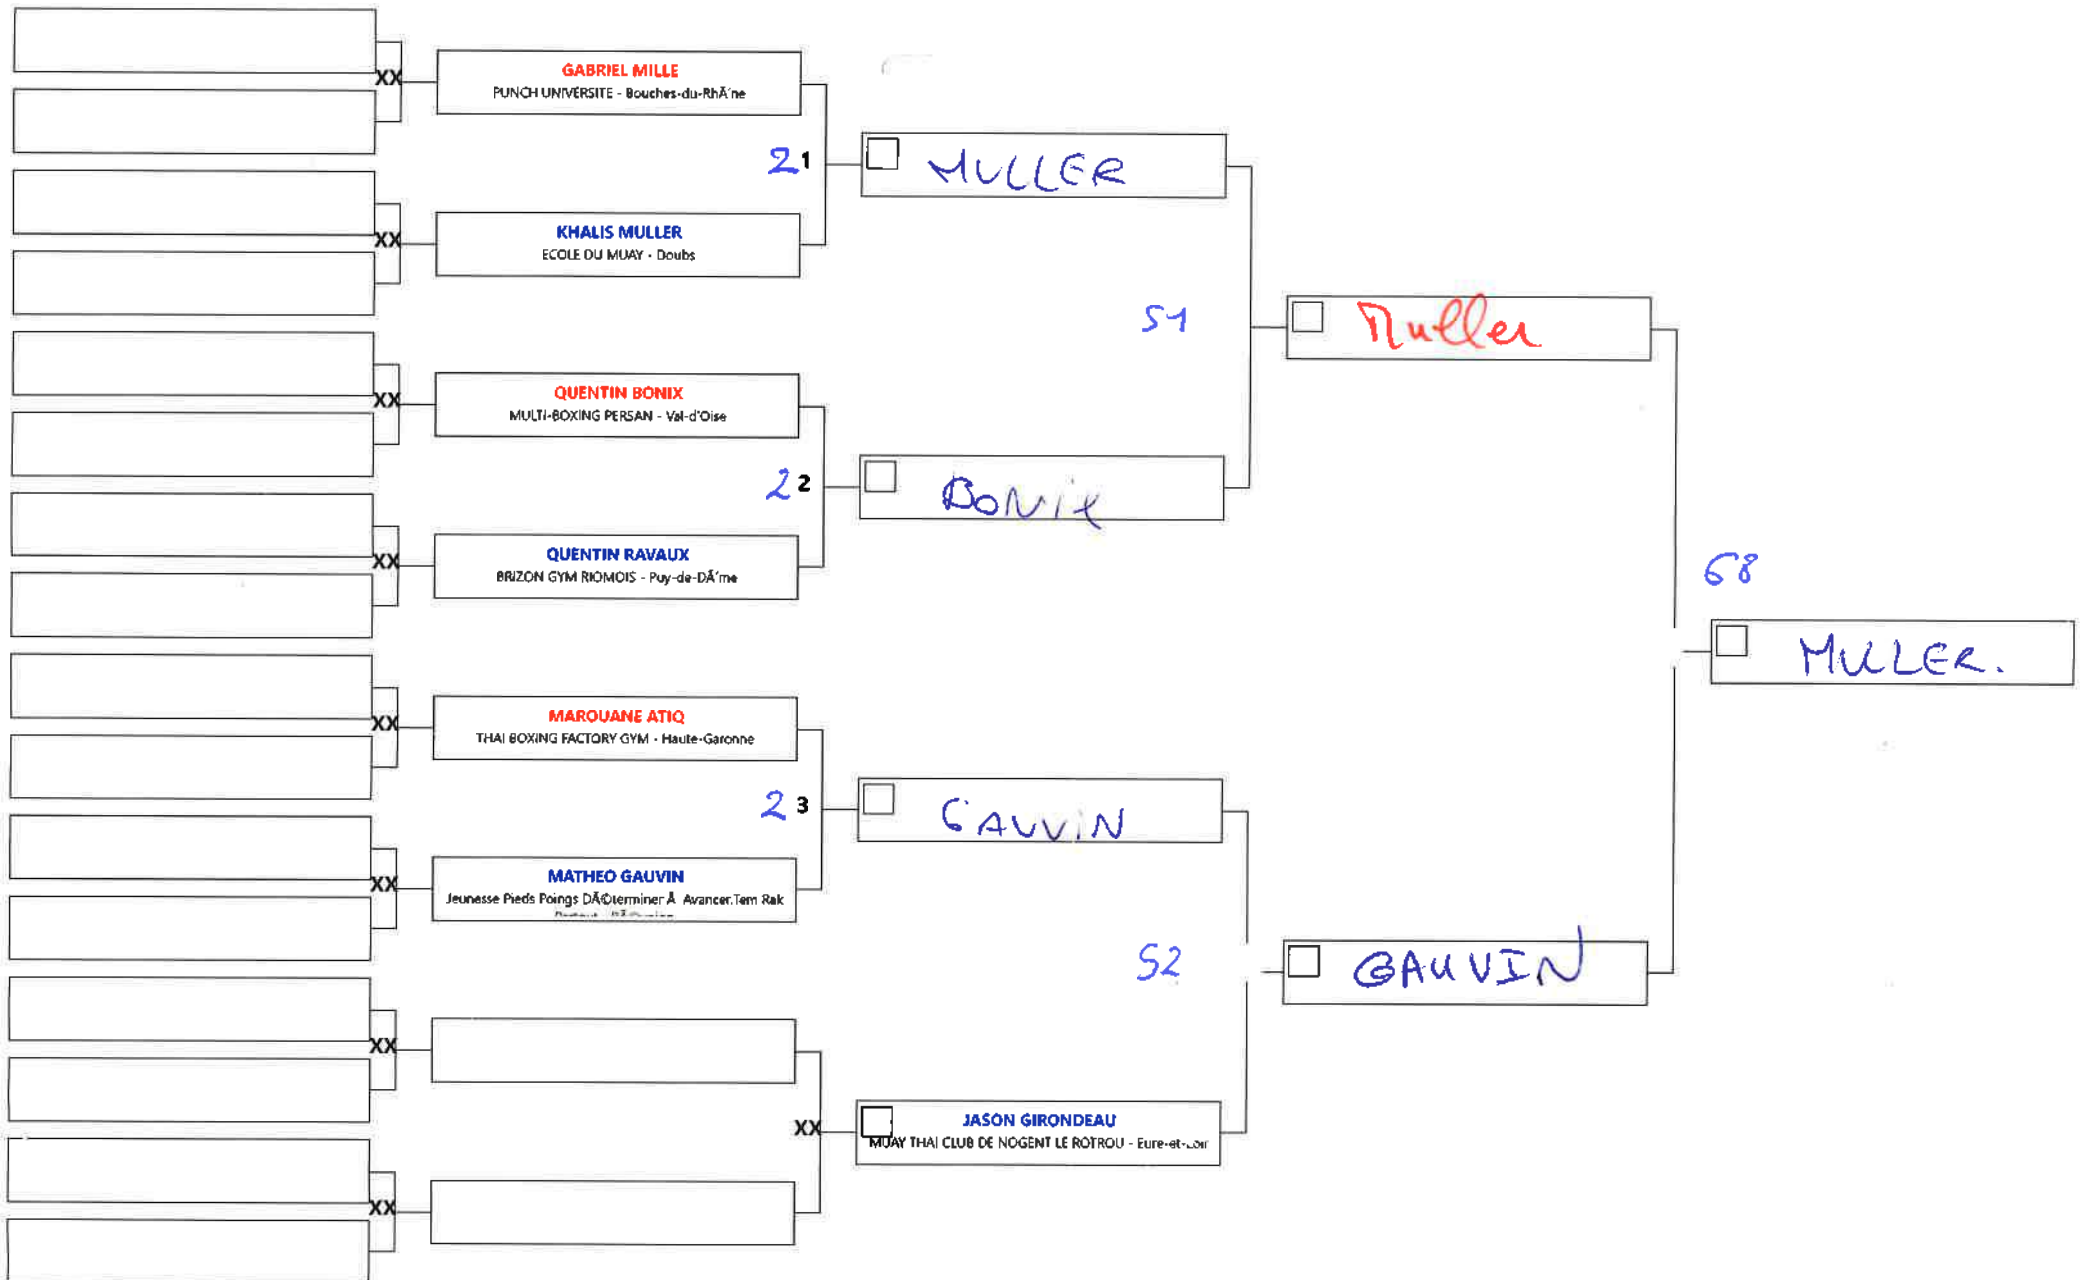 XX
GABRIEL MILLE
PUNCH UNIVERSITE - Bouches-du-RhÃ´ne
21
MULLER
XX
KHALIS MULLER
ECOLE DU MUAY - Doubs
51
Muller
XX
QUENTIN BONIX
MULTI-BOXING PERSAN - Val-d'Oise
22
BONix
XX
QUENTIN RAVAUX
BRIZON GYM RIOMOIS - Puy-de-DÃ´me
68
MULLER.
XX
MAROUANE ATIQ
THAI BOXING FACTORY GYM - Haute-Garonne
23
GAUVIN
XX
MATHEO GAUVIN
Jeunesse Pieds Poings DÃ©terminer Ã Avancer.Tem Rak
52
GAUVIN
XX
XX
JASON GIRONDEAU
MUAY THAI CLUB DE NOGENT LE ROTROU - Eure-et-Loir
XX